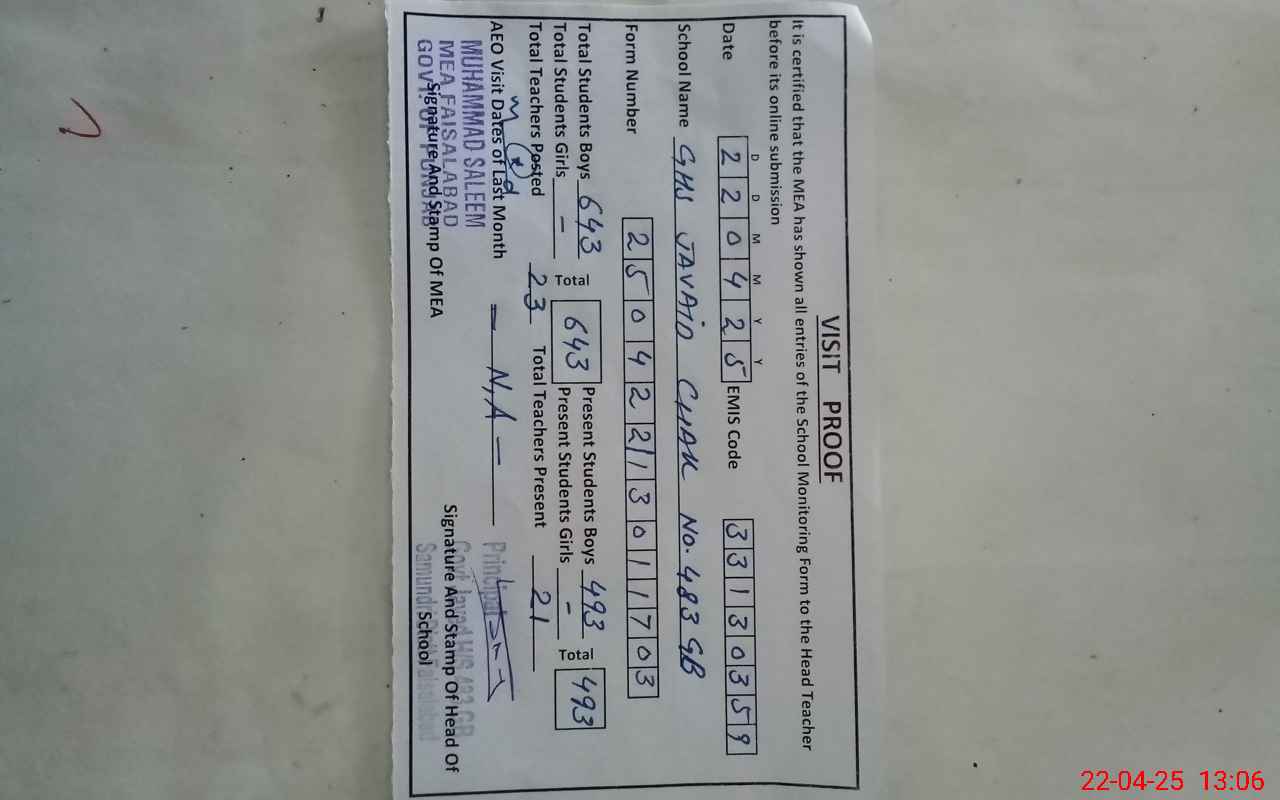 VISIT PROOF
It is certified that the MEA has shown all entries of the School Monitoring Form to the Head Teacher
before its online submission
D D M M Y Y
Date 2 2 0 4 2 5 EMIS Code 3 3 1 3 0 3 5 9
School Name GHS JAVAID CHAK No. 483 GB
Form Number 2 5 0 4 2 2 1 3 0 1 1 7 0 3
Total Students Boys 643 Total 643 Present Students Boys 493 Total 493
Total Students Girls - Present Students Girls -
Total Teachers Posted 23 Total Teachers Present 21
AEO Visit Dates of Last Month - N,A -
MUHAMMAD SALEEM
MEA FAISALABAD
GOVT. OF PUNJAB
Signature And Stamp Of MEA
Principal
Signature And Stamp Of Head Of
School
22-04-25 13:06